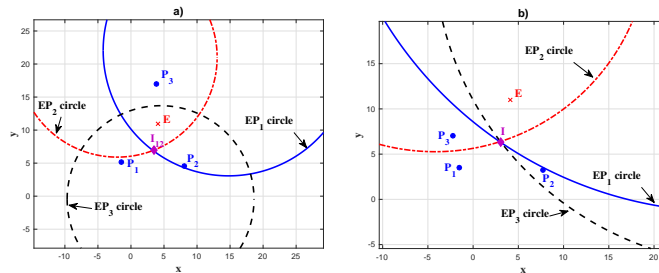 a)
25
20
15
10
5
0
-5
-10
-5
0
5
10
15
20
25
x
y
P3
EP2 circle
E
I12
EP1 circle
P1
P2
EP3 circle
b)
15
10
5
0
-5
-10
-5
0
5
10
15
20
x
y
EP2 circle
E
P3
I
P1
P2
EP1 circle
EP3 circle